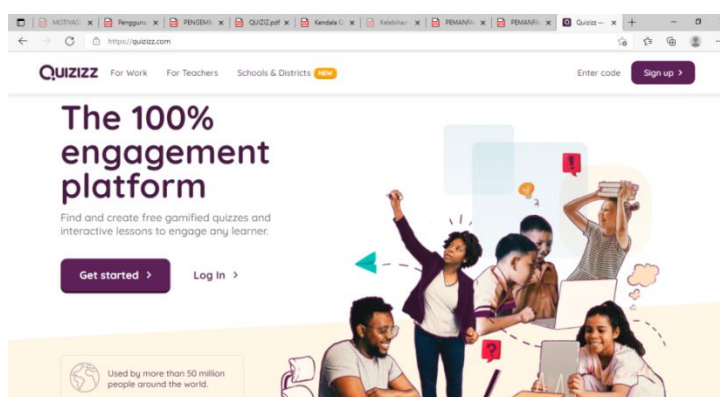 MOTIVAS
Penggun
PENGEMB
QUIZIZ.pdf
Kendala C
Kelebihan
PEMANFA
PEMANFA
Quizizz —
https://quizizz.com
QUIZIZZ For Work For Teachers Schools & Districts NEW Enter code Sign up >
The 100%
engagement
platform
Find and create free gamified quizzes and
interactive lessons to engage any learner.
Get started > Log In >
Used by more than 50 million
people around the world.